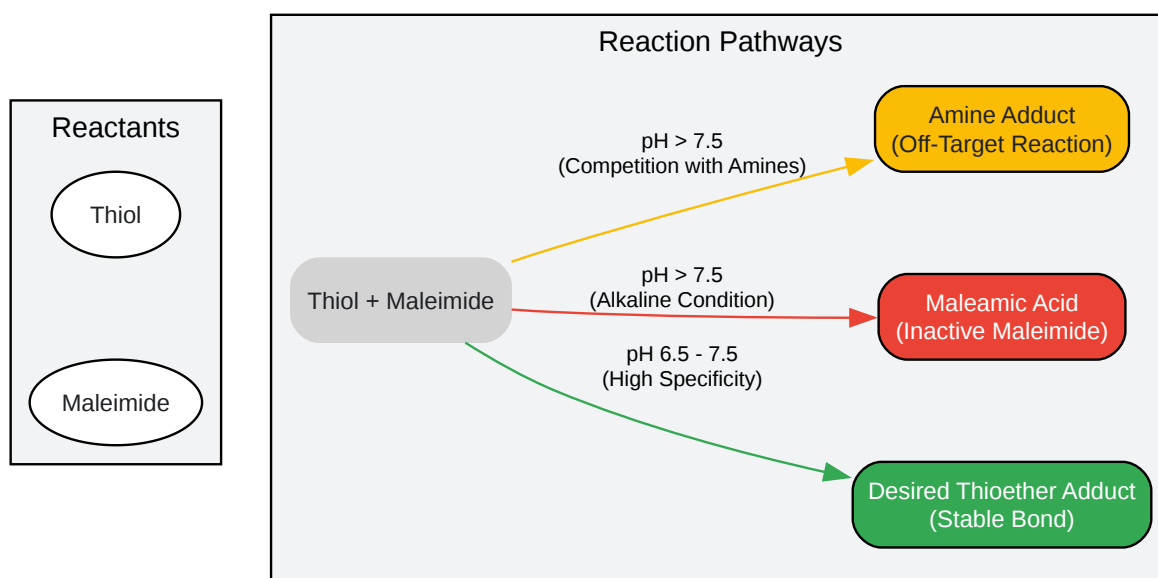 Reactants
Thiol
Maleimide
Reaction Pathways
Thiol + Maleimide
pH > 7.5
(Competition with Amines)
Amine Adduct
(Off-Target Reaction)
pH > 7.5
(Alkaline Condition)
Maleamic Acid
(Inactive Maleimide)
pH 6.5 - 7.5
(High Specificity)
Desired Thioether Adduct
(Stable Bond)